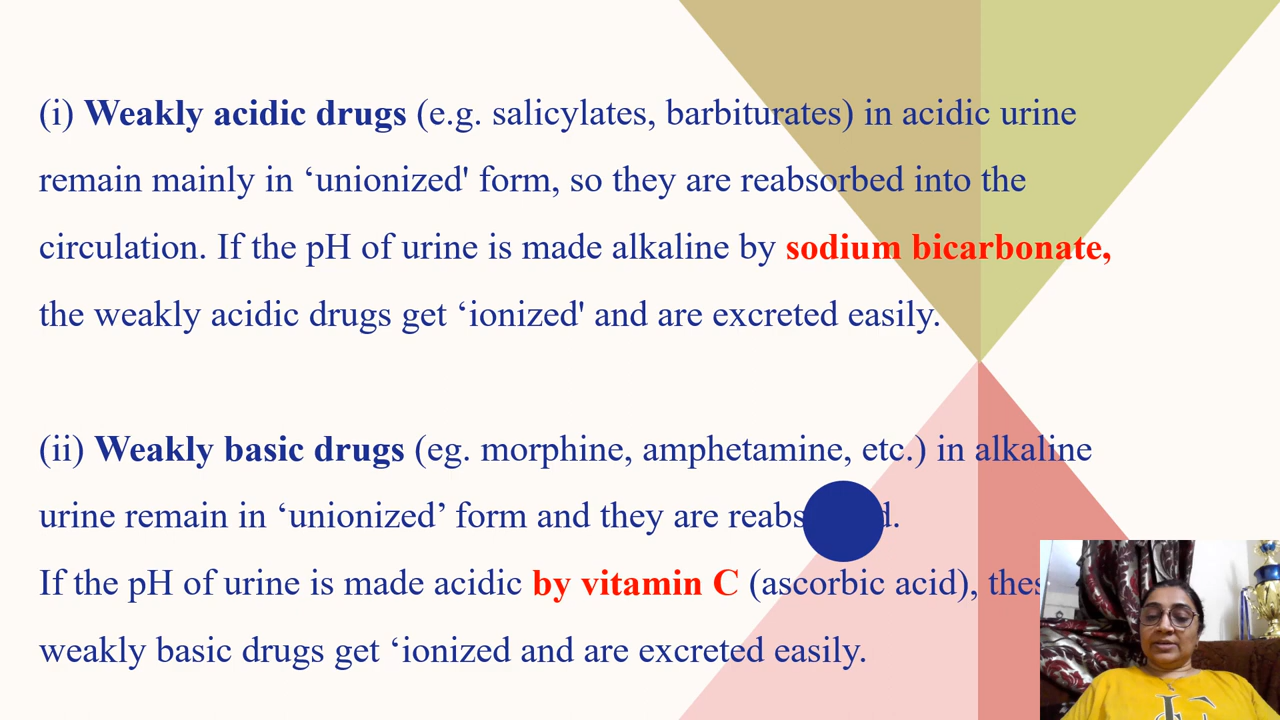 (i) Weakly acidic drugs (e.g. salicylates, barbiturates) in acidic urine
remain mainly in ‘unionized' form, so they are reabsorbed into the
circulation. If the pH of urine is made alkaline by sodium bicarbonate,
the weakly acidic drugs get ‘ionized' and are excreted easily.
(ii) Weakly basic drugs (eg. morphine, amphetamine, etc.) in alkaline
urine remain in ‘unionized’ form and they are
If the pH of urine is made acidic by vitamin C (ascorbic acid),
weakly basic drugs get ‘ionized and are excreted easily.